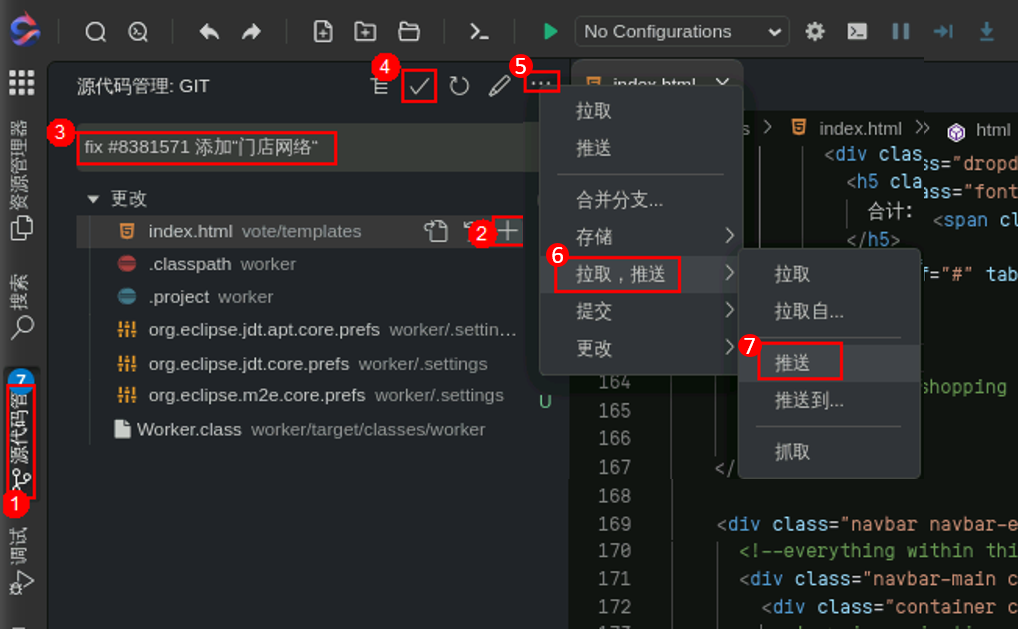 No Configurations
4
5
源代码管理: GIT
index.html
3
fix #8381571 添加“门店网络“
更改
index.html vote/templates
2
.classpath worker
.project worker
org.eclipse.jdt.apt.core.prefs worker/.settin...
org.eclipse.jdt.core.prefs worker/.settings
org.eclipse.m2e.core.prefs worker/.settings
U
Worker.class worker/target/classes/worker
资源管理器
搜索
7
源代码管
1
调试
拉取
推送
合并分支...
存储
6
拉取，推送
提交
更改
拉取
拉取自...
7
推送
推送到...
抓取
s > index.html html
<div clas
ss="dropd
<h5 cla
ass="font
合计:
<span cl
</h5>
f="#" tab
shopping
164
165
166
167 </
168
169 <div class="navbar navbar-e
170 <!--everything within thi
171 <div class="navbar-main c
172 <div class="container c